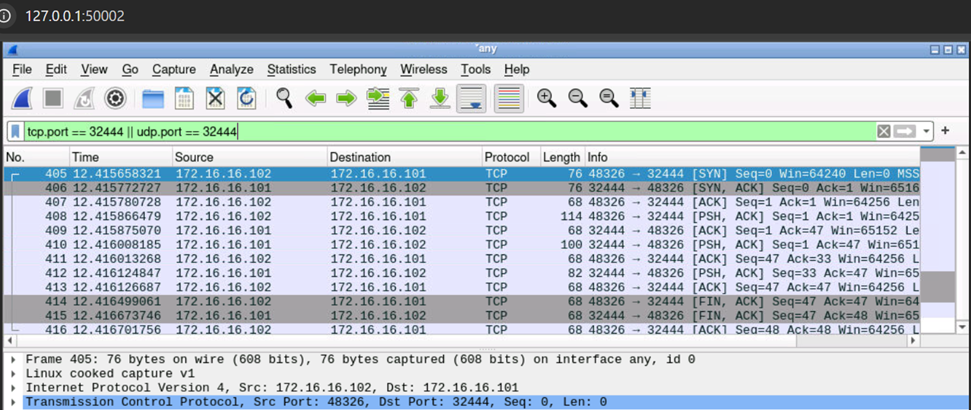 127.0.0.1:50002
*any
File Edit View Go Capture Analyze Statistics Telephony Wireless Tools Help
tcp.port == 32444 || udp.port == 32444
No. Time Source Destination Protocol Length Info
405 12.415658321 172.16.16.102 172.16.16.101 TCP 76 48326 → 32444 [SYN] Seq=0 Win=64240 Len=0 MSS
406 12.415772727 172.16.16.101 172.16.16.102 TCP 76 32444 → 48326 [SYN, ACK] Seq=0 Ack=1 Win=6516
407 12.415780728 172.16.16.102 172.16.16.101 TCP 68 48326 → 32444 [ACK] Seq=1 Ack=1 Win=64256 Len
408 12.415866479 172.16.16.102 172.16.16.101 TCP 114 48326 → 32444 [PSH, ACK] Seq=1 Ack=1 Win=6425
409 12.415875070 172.16.16.101 172.16.16.102 TCP 68 32444 → 48326 [ACK] Seq=1 Ack=47 Win=65152 Le
410 12.416008185 172.16.16.101 172.16.16.102 TCP 100 32444 → 48326 [PSH, ACK] Seq=1 Ack=47 Win=651
411 12.416013268 172.16.16.102 172.16.16.101 TCP 68 48326 → 32444 [ACK] Seq=47 Ack=33 Win=64256 L
412 12.416124847 172.16.16.101 172.16.16.102 TCP 82 32444 → 48326 [PSH, ACK] Seq=33 Ack=47 Win=65
413 12.416126687 172.16.16.102 172.16.16.101 TCP 68 48326 → 32444 [ACK] Seq=47 Ack=47 Win=64256 L
414 12.416499061 172.16.16.102 172.16.16.101 TCP 68 48326 → 32444 [FIN, ACK] Seq=47 Ack=47 Win=64
415 12.416673746 172.16.16.101 172.16.16.102 TCP 68 32444 → 48326 [FIN, ACK] Seq=47 Ack=48 Win=65
416 12.416701756 172.16.16.102 172.16.16.101 TCP 68 48326 → 32444 [ACK] Seq=48 Ack=48 Win=64256 L
Frame 405: 76 bytes on wire (608 bits), 76 bytes captured (608 bits) on interface any, id 0
Linux cooked capture v1
Internet Protocol Version 4, Src: 172.16.16.102, Dst: 172.16.16.101
Transmission Control Protocol, Src Port: 48326, Dst Port: 32444, Seq: 0, Len: 0